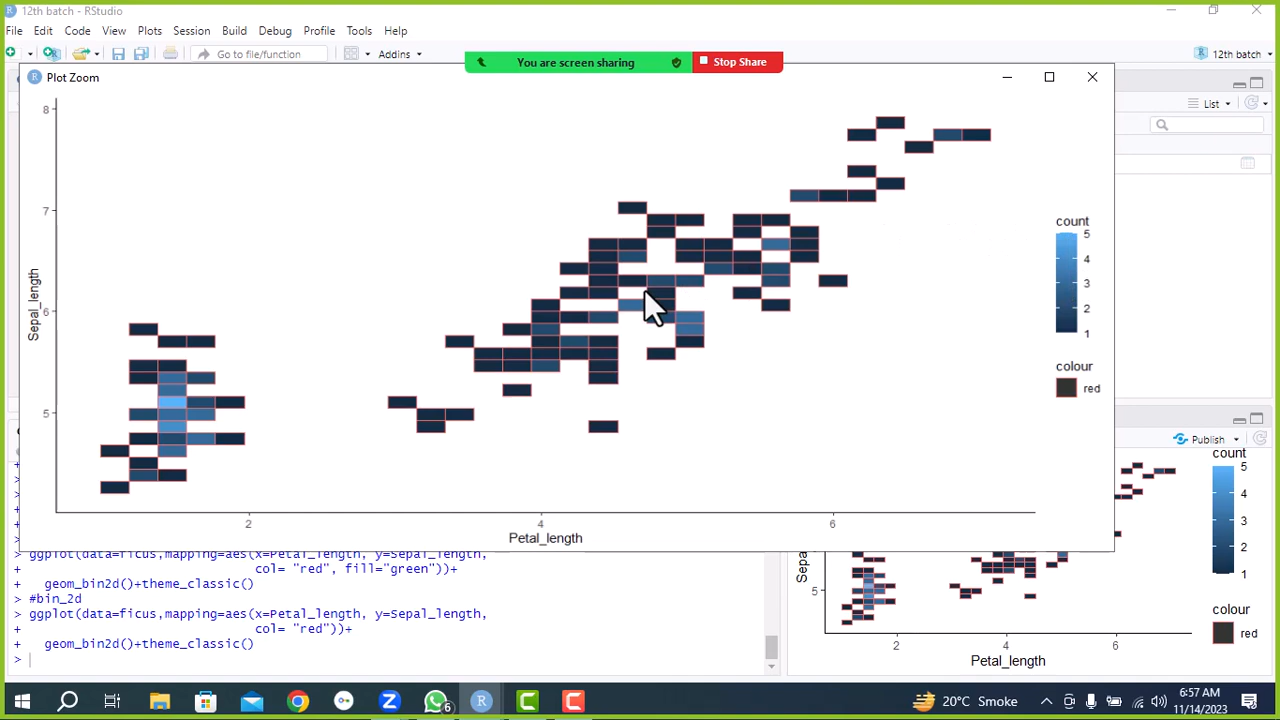 12th batch - RStudio
File Edit Code View Plots Session Build Debug Profile Tools Help
Go to file/function Addins 12th batch
You are screen sharing Stop Share
R Plot Zoom
List
8
7
6
5
Sepal_length
2 4 6
Petal_length
count
5
4
3
2
1
colour
red
Publish
count
5
4
3
2
1
colour
red
5
2 4 6
Petal_length
+
+
+
+
+
+
ggplot(data=ficus,mapping=aes(x=Petal_length, y=Sepal_length,
+ col= "red", fill="green"))+
+ geom_bin2d()+theme_classic()
> #bin_2d
> ggplot(data=ficus,mapping=aes(x=Petal_length, y=Sepal_length,
+ col= "red"))+
+ geom_bin2d()+theme_classic()
>
6
R
C
C
20°C Smoke
6:57 AM
11/14/2023